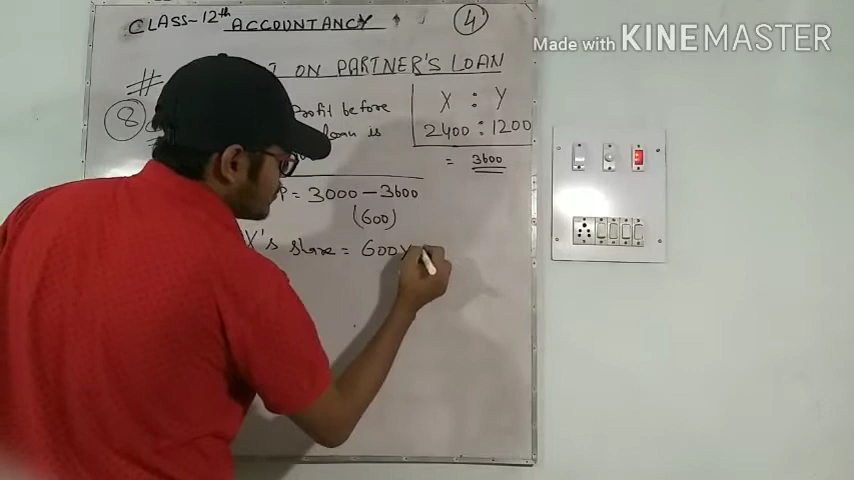 CLASS-12th ACCOUNTANCY
4
Made with KINEMASTER
# ON PARTNER'S LOAN
8 Profit before
loan is
X : Y
2400 : 1200
= 3600
P = 3000 - 3600
(600)
X's share = 600x